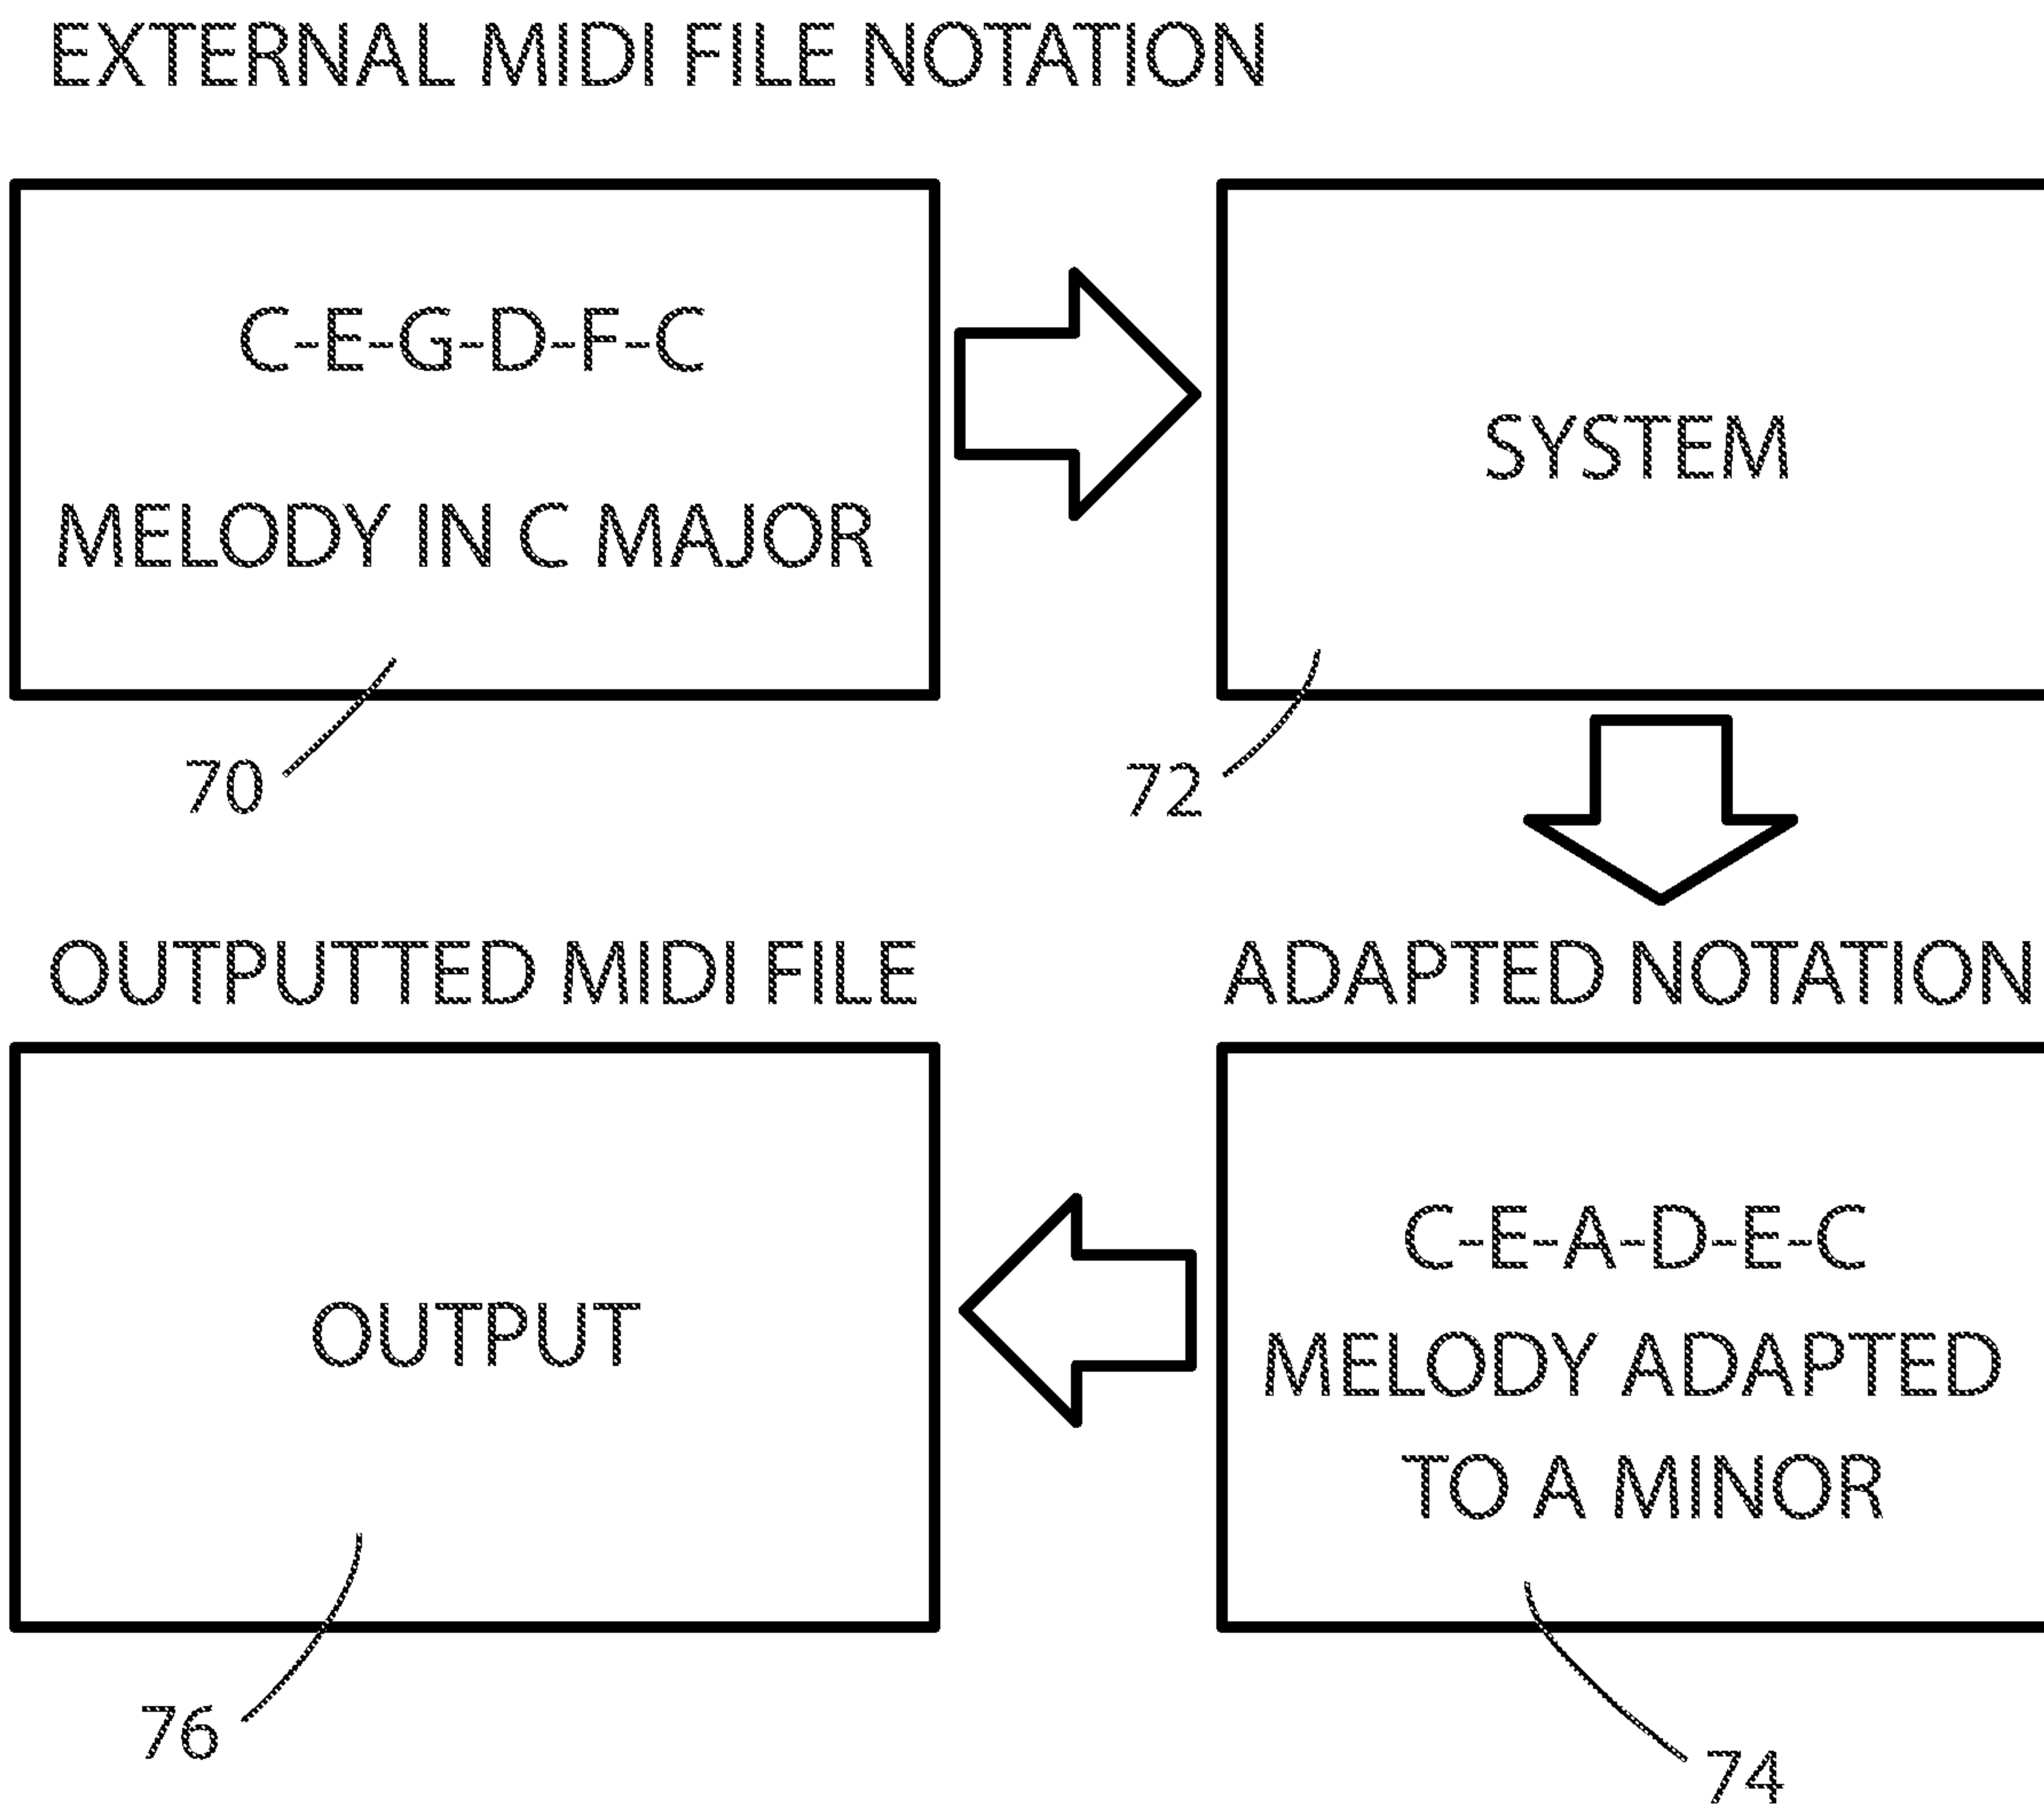 EXTERNAL MIDI FILE NOTATION
C-E-G-D-F-C
MELODY IN C MAJOR
70
SYSTEM
72
OUTPUTTED MIDI FILE
OUTPUT
76
ADAPTED NOTATION
C-E-A-D-E-C
MELODY ADAPTED
TO A MINOR
74